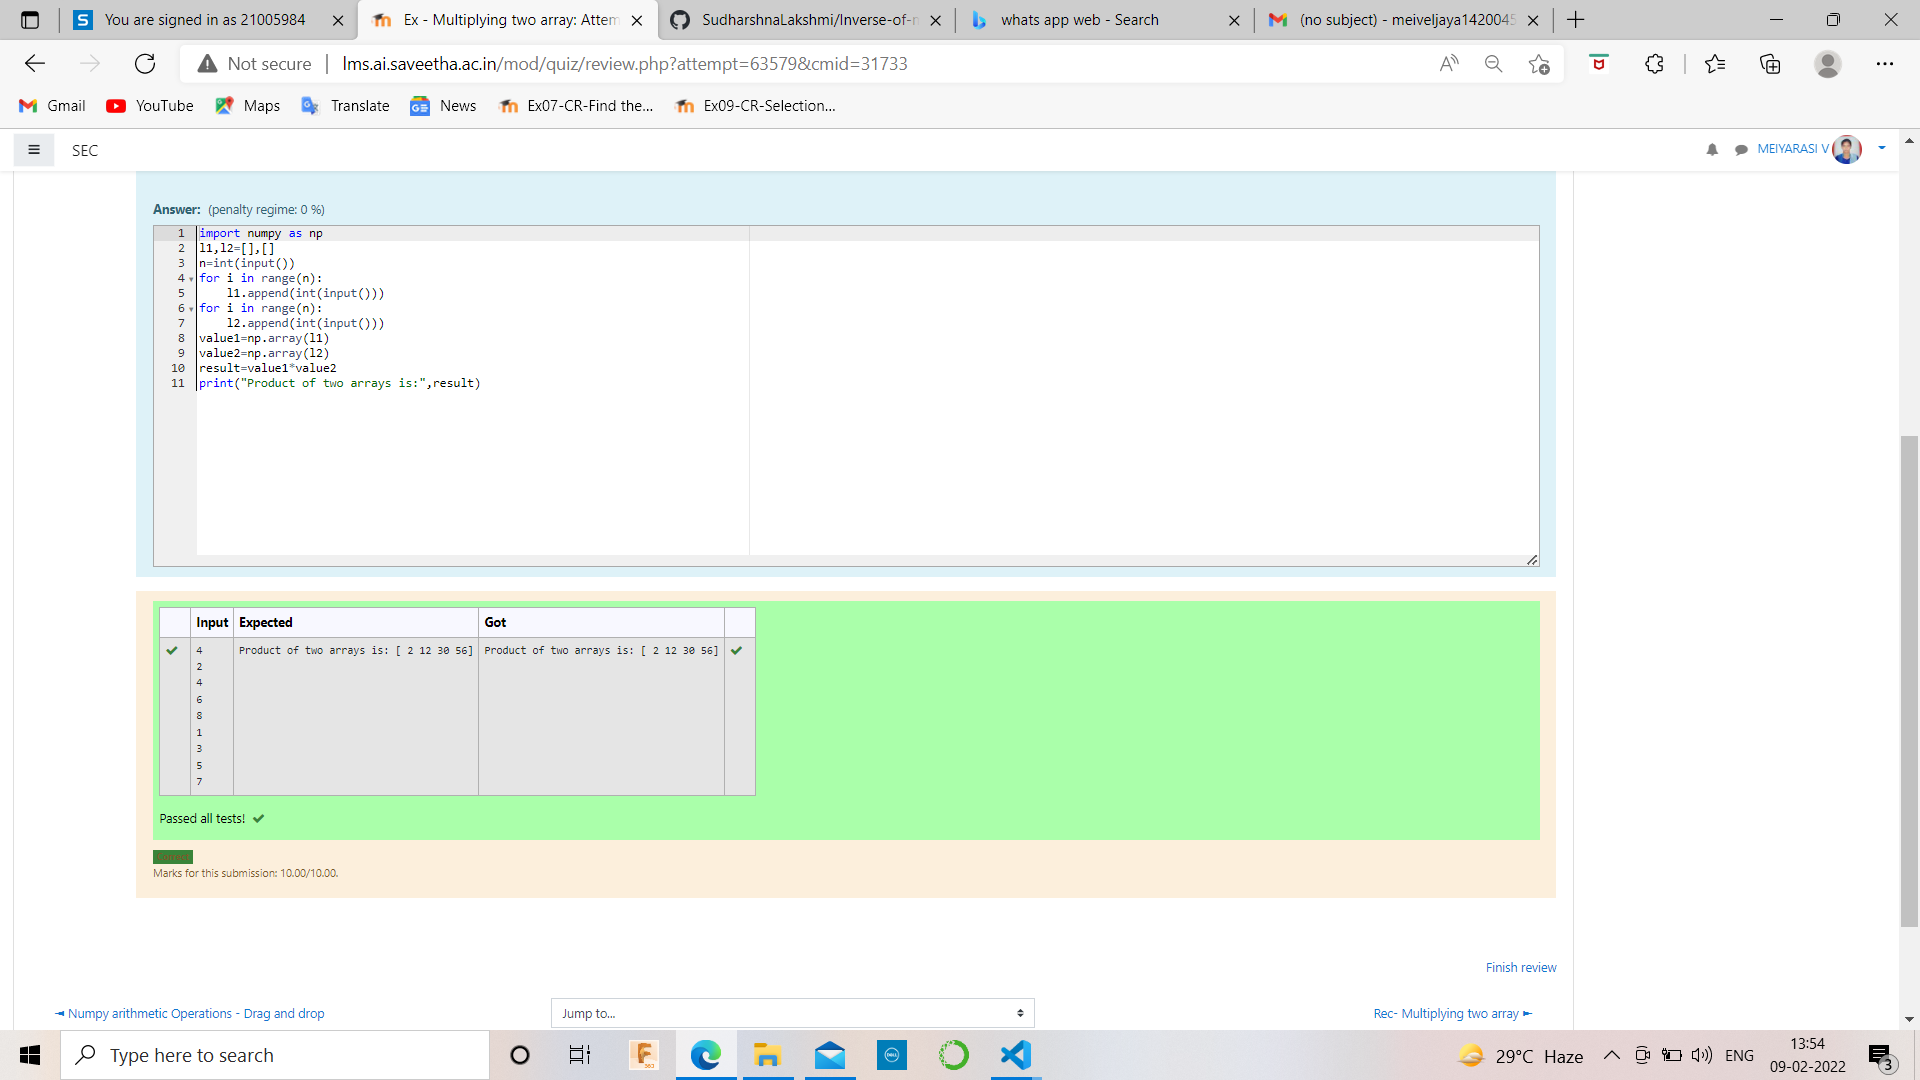 You are signed in as 21005984
Ex - Multiplying two array: Attem
SudharshnaLakshmi/Inverse-of-
whats app web - Search
(no subject) - meiveljaya1420045
Not secure
lms.ai.saveetha.ac.in/mod/quiz/review.php?attempt=63579&cmid=31733
Gmail
YouTube
Maps
Translate
News
Ex07-CR-Find the...
Ex09-CR-Selection...
SEC
MEIYARASI V
Answer: (penalty regime: 0 %)
1 import numpy as np
2 l1,l2=[],[]
3 n=int(input())
4 for i in range(n):
5     l1.append(int(input()))
6 for i in range(n):
7     l2.append(int(input()))
8 value1=np.array(l1)
9 value2=np.array(l2)
10 result=value1*value2
11 print("Product of two arrays is:",result)
Input Expected Got
4 Product of two arrays is: [ 2 12 30 56] Product of two arrays is: [ 2 12 30 56]
2
4
6
8
1
3
5
7
Passed all tests!
Marks for this submission: 10.00/10.00.
Finish review
◄ Numpy arithmetic Operations - Drag and drop
Jump to...
Rec- Multiplying two array ►
Type here to search
29°C Haze
ENG
13:54
09-02-2022
3